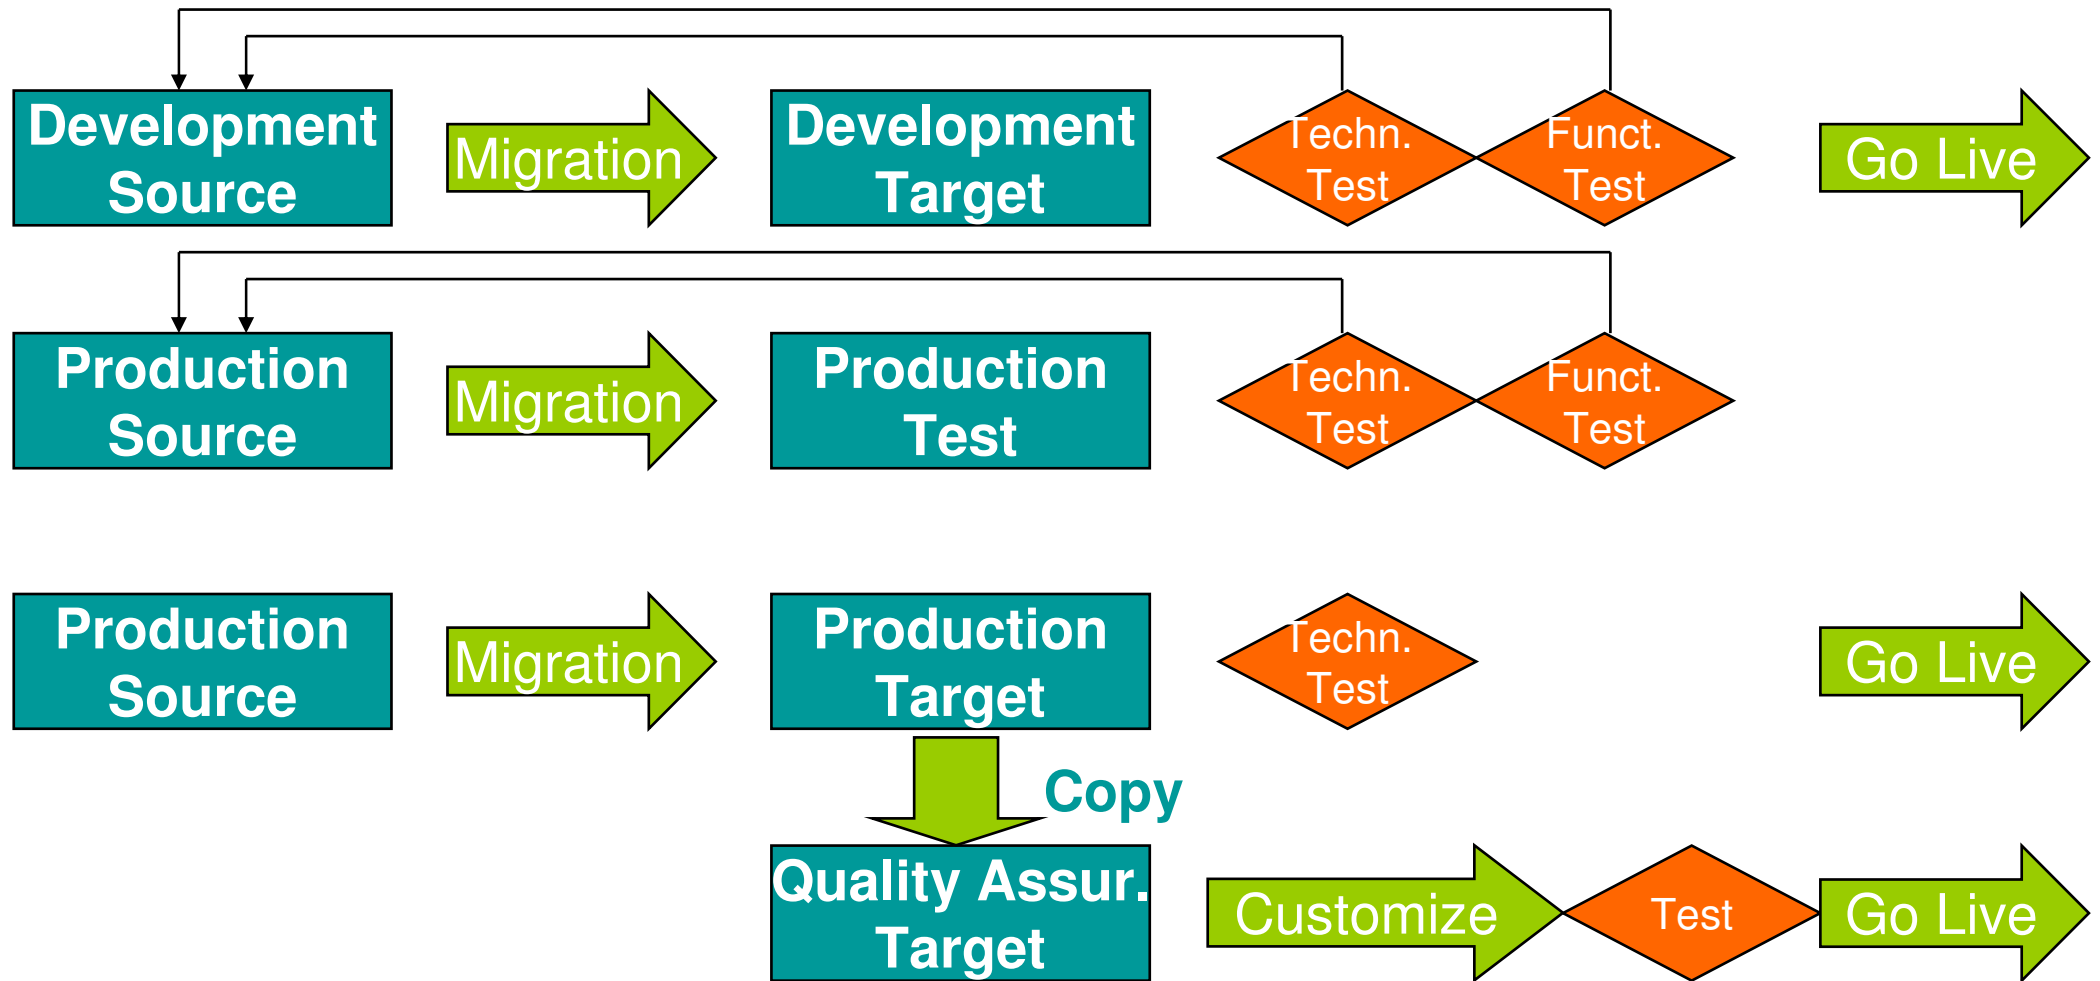 Development
Source
Migration
Development
Target
Techn.
Test
Funct.
Test
Go Live
Production
Source
Migration
Production
Test
Techn.
Test
Funct.
Test
Production
Source
Migration
Production
Target
Techn.
Test
Go Live
Copy
Quality Assur.
Target
Customize
Test
Go Live